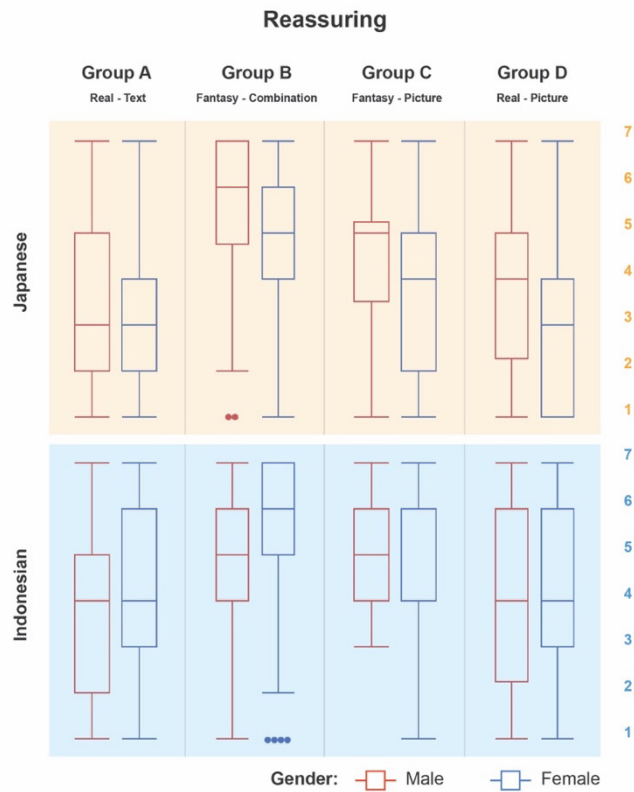 Reassuring
Group A
Real - Text
Group B
Fantasy - Combination
Group C
Fantasy - Picture
Group D
Real - Picture
Japanese
7
6
5
4
3
2
1
Indonesian
7
6
5
4
3
2
1
Gender: Male Female